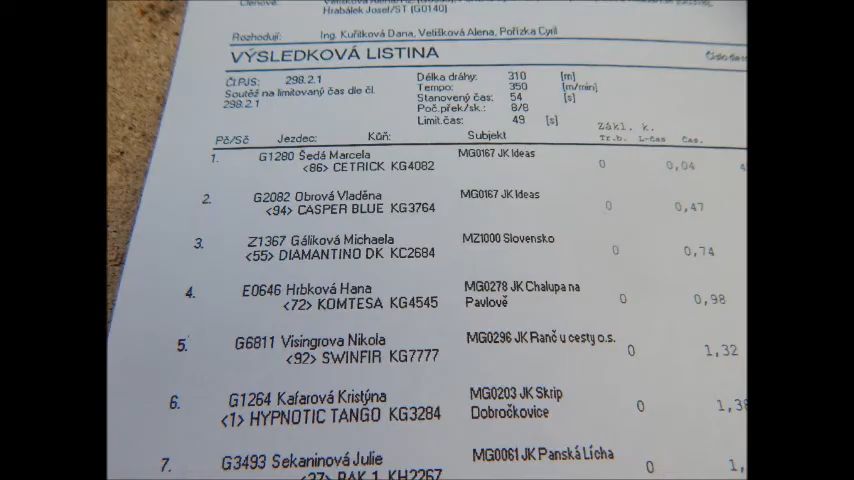 Hrabálek Josef/ST (G0140)
Rozhodují: Ing. Kuřitková Dana, Vetišková Alena, Pořízka Cyril
VÝSLEDKOVÁ LISTINA
Čl.PJS: 298.2.1
Soutěž na limitovaný čas dle čl.
298.2.1
Délka dráhy: 310 [m]
Tempo: 350 [m/min]
Stanovený čas: 54 [s]
Poč.přek/sk.: 8/8
Limit.čas: 49 [s]
Zákl. k.
Pč/Sč Jezdec: Kůň: Subjekt Tr.b. L-čas Čas.
1. G1280 Šedá Marcela MG0167 JK Ideas 0 0,04
<86> CETRICK KG4082
2. G2082 Obrová Vladěna MG0167 JK Ideas 0 0,47
<94> CASPER BLUE KG3764
3. Z1367 Gáliková Michaela MZ1000 Slovensko 0 0,74
<55> DIAMANTINO DK KC2684
4. E0646 Hrbková Hana MG0278 JK Chalupa na 0 0,98
<72> KOMTESA KG4545 Pavlově
5. G6811 Visingrova Nikola MG0296 JK Ranč u cesty o.s. 0 1,32
<92> SWINFIR KG7777
6. G1264 Kafarová Kristýna MG0203 JK Skrip 0 1,38
<1> HYPNOTIC TANGO KG3284 Dobročkovice
7. G3493 Sekaninová Julie MG0061 JK Panská Lícha 0 1,
KH2267